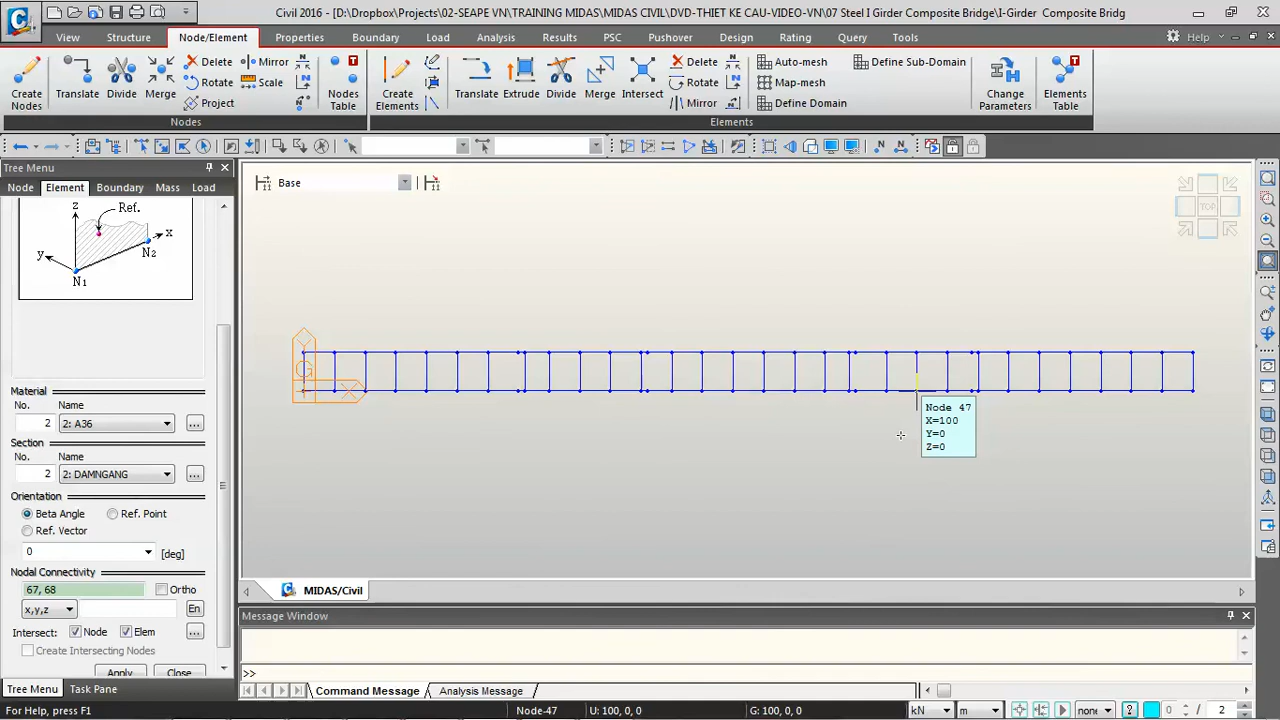 Civil 2016 - [D:\Dropbox\Projects\02-SEAPE VN\TRAINING MIDAS\MIDAS CIVIL\DVD-THIET KE CAU-VIDEO-VN\07 Steel I Girder Composite Bridge\I-Girder  Composite Bridg
View Structure Node/Element Properties Boundary Load Analysis Results PSC Pushover Design Rating Query Tools Help
Create Nodes
Translate
Divide
Merge
Delete
Rotate
Project
Mirror
Scale
Nodes Table
Create Elements
Translate
Extrude
Divide
Merge
Intersect
Delete
Rotate
Mirror
Auto-mesh
Map-mesh
Define Domain
Define Sub-Domain
Change Parameters
Elements Table
Nodes Elements
Tree Menu
Node Element Boundary Mass Load
Base
TOP
Ref.
z
x
y
N1
N2
G
X
Node 47
X=100
Y=0
Z=0
Material
No. Name
2 2: A36 ...
Section
No. Name
2 2: DAMNGANG ...
Orientation
Beta Angle Ref. Point
Ref. Vector
0 [deg]
Nodal Connectivity
67, 68 Ortho
x,y,z En
Intersect: Node Elem ...
Create Intersecting Nodes
Apply Close
Tree Menu Task Pane
MIDAS/Civil
Message Window
>>
Command Message Analysis Message
For Help, press F1 Node-47 U: 100, 0, 0 G: 100, 0, 0 kN m none ? 0 / 2